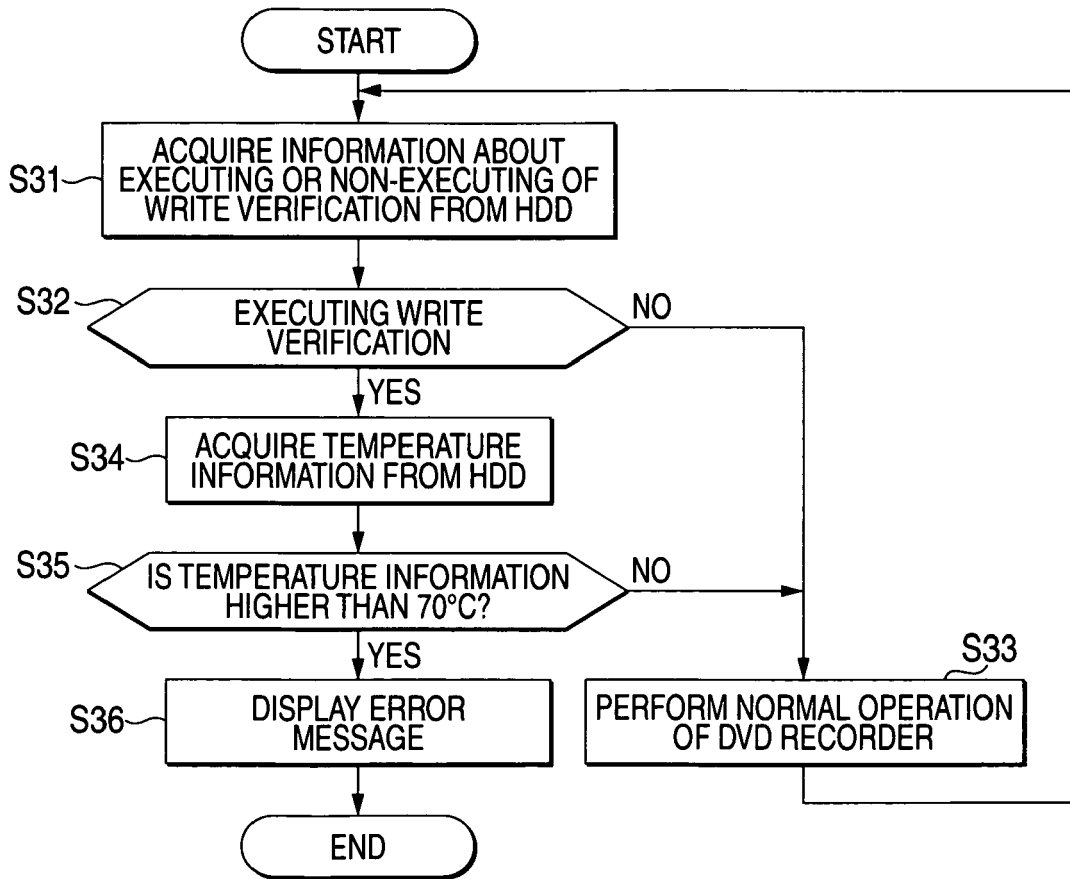 START
S31
ACQUIRE INFORMATION ABOUT
EXECUTING OR NON-EXECUTING OF
WRITE VERIFICATION FROM HDD
S32
EXECUTING WRITE
VERIFICATION
NO
YES
S34
ACQUIRE TEMPERATURE
INFORMATION FROM HDD
S35
IS TEMPERATURE INFORMATION
HIGHER THAN 70°C?
NO
YES
S33
PERFORM NORMAL OPERATION
OF DVD RECORDER
S36
DISPLAY ERROR
MESSAGE
END